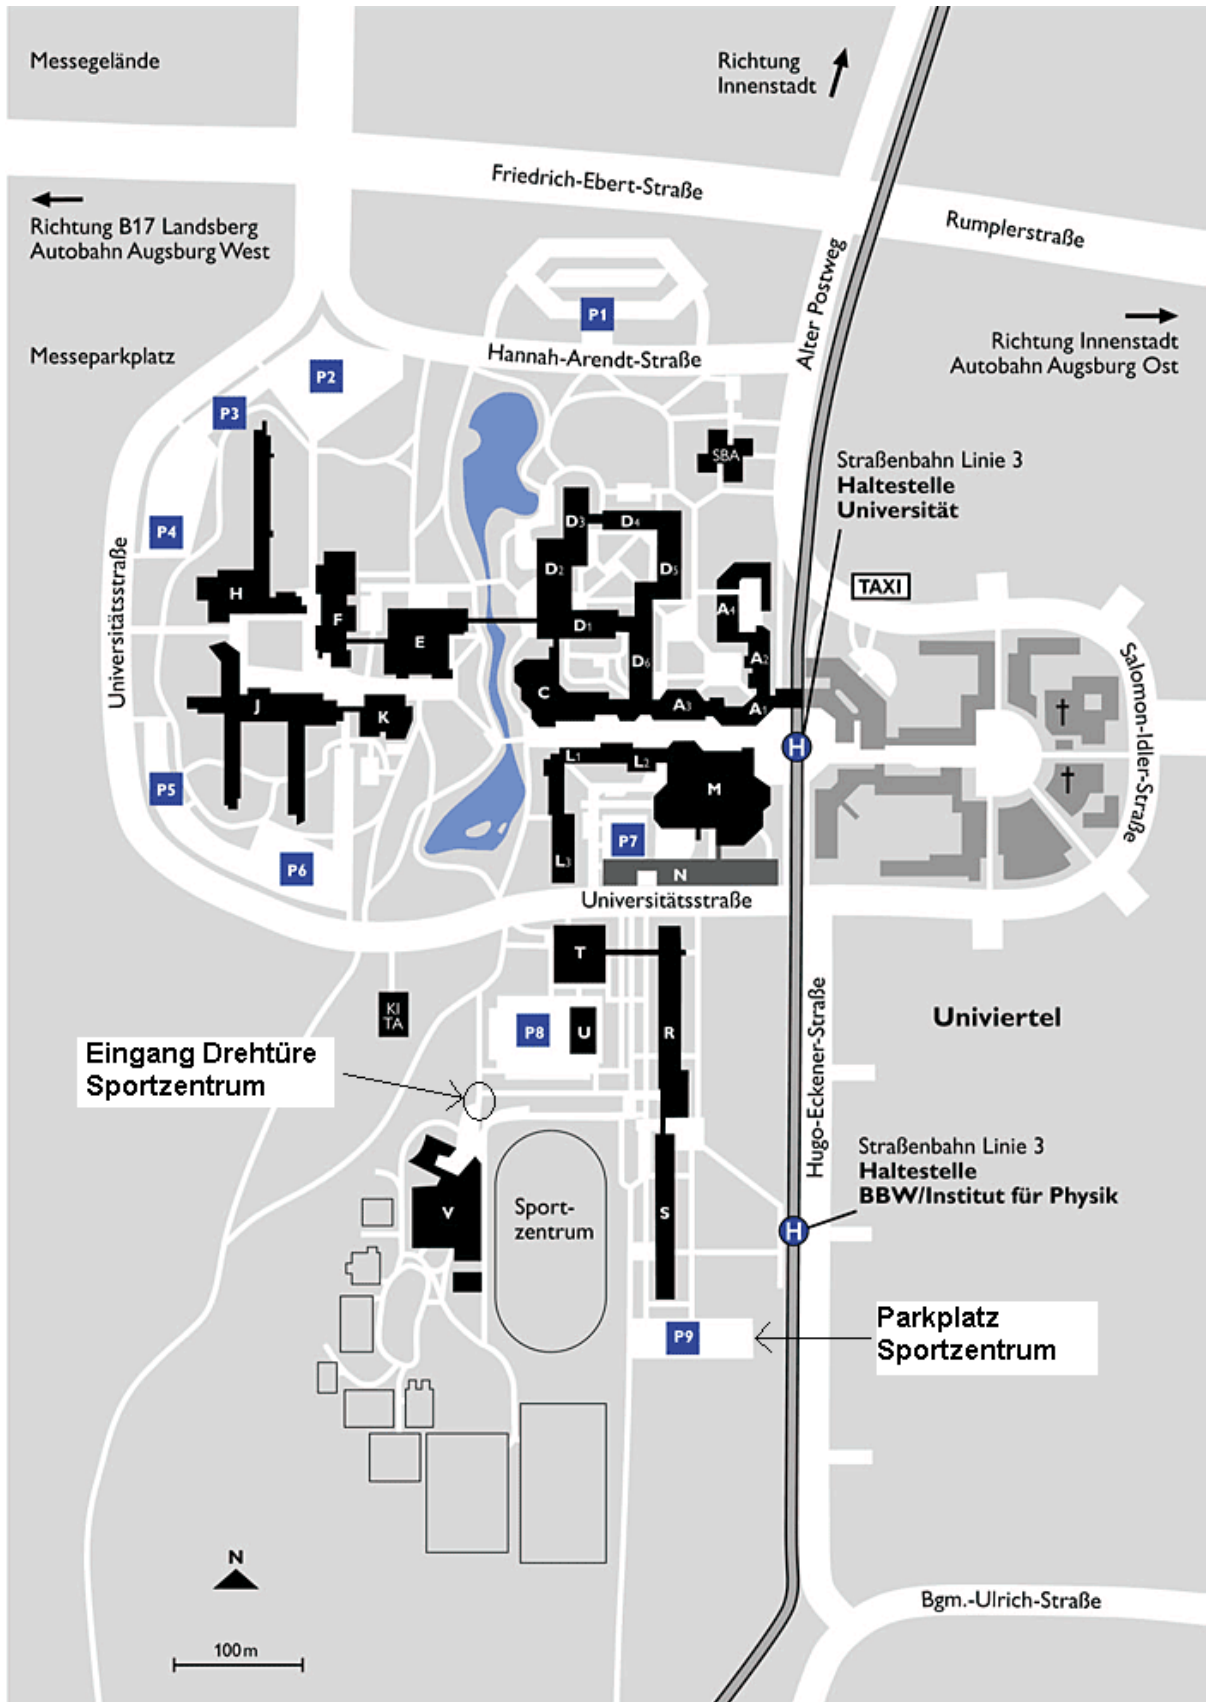 Messegelände
Richtung
Innenstadt
Friedrich-Ebert-Straße
Rumplerstraße
Richtung B17 Landsberg
Autobahn Augsburg West
Alter Postweg
P1
Richtung Innenstadt
Autobahn Augsburg Ost
Messeparkplatz
Hannah-Arendt-Straße
P2
P3
SBA
Straßenbahn Linie 3
Haltestelle
Universität
P4
D3
D4
D2
D5
TAXI
H
F
E
D1
A4
A2
D6
Universitätsstraße
Salomon-Idler-Straße
J
K
C
A3
A1
H
L1
L2
M
P5
P7
P6
L3
N
Universitätsstraße
T
KI
TA
P8
U
R
Hugo-Eckener-Straße
Univiertel
Eingang Drehtüre
Sportzentrum
Straßenbahn Linie 3
Haltestelle
BBW/Institut für Physik
V
Sport-
zentrum
S
H
P9
Parkplatz
Sportzentrum
N
100 m
Bgm.-Ulrich-Straße